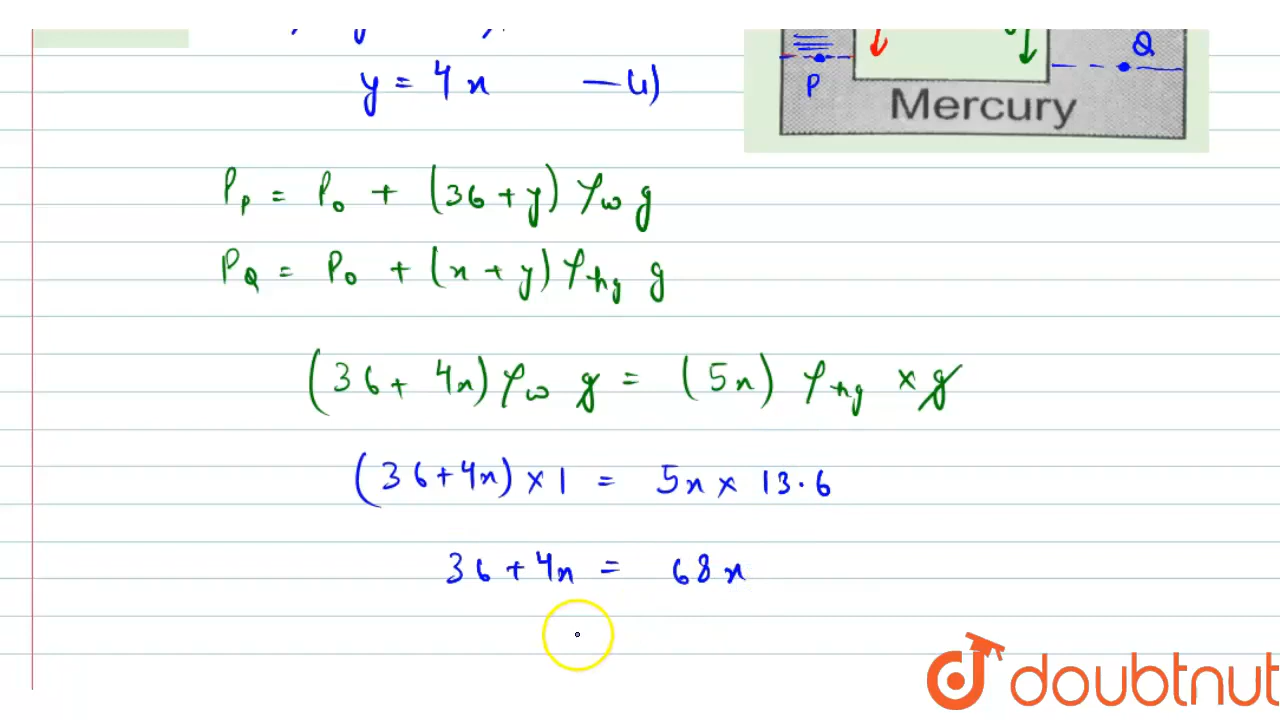 y = 4x —(1)
Q
P
Mercury
P_P = P_0 + (36 + y) ρ_w g
P_Q = P_0 + (x + y) ρ_Hg g
(36 + 4x) ρ_w g = (5x) ρ_Hg × g
(36 + 4x) × 1 = 5x × 13.6
36 + 4x = 68x
doubtnut